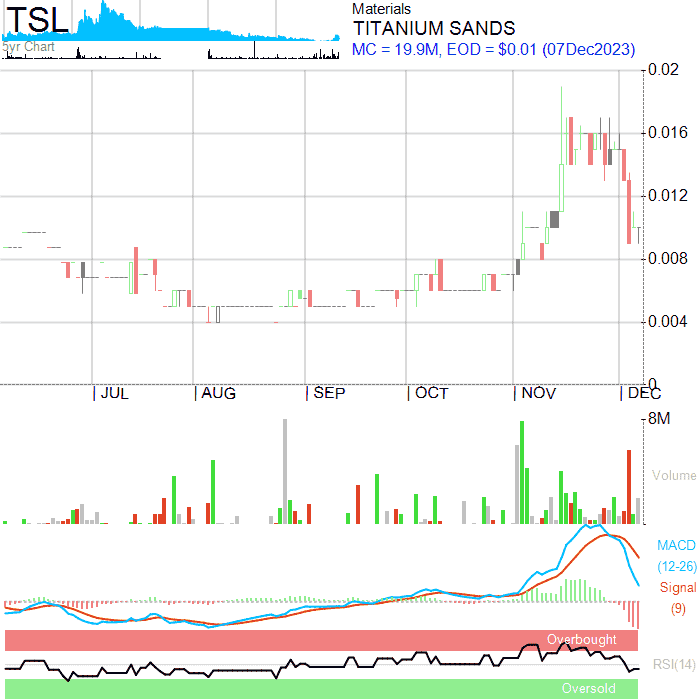 TSL
5yr Chart
Materials
TITANIUM SANDS
MC = 19.9M, EOD = $0.01 (07Dec2023)
0.02
0.016
0.012
0.008
0.004
0
JUL
AUG
SEP
OCT
NOV
DEC
8M
Volume
MACD
(12-26)
Signal
(9)
Overbought
RSI(14)
Oversold